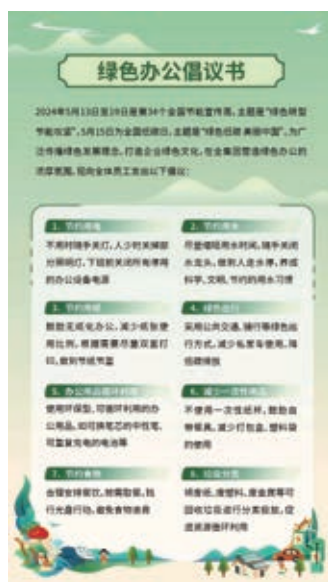 绿色办公倡议书
2024年5月13日至19日是第34个全国节能宣传周，主题是“绿色转型
节能攻坚”，5月15日为全国低碳日，主题是“绿色低碳 美丽中国”。为广
泛传播绿色发展理念，打造企业绿色文化，在全集团营造绿色办公的
浓厚氛围，现向全体员工发出以下倡议：
1. 节约用电
不用时随手关灯，人少时关掉部
分照明灯，下班前关闭所有停用
的办公设备电源
2. 节约用水
尽量缩短用水时间，随手关闭
水龙头，做到人走水停，养成
科学、文明、节约的用水习惯
3. 节约用纸
鼓励无纸化办公，减少纸张使
用比例，根据需要尽量双面打
印，做到节纸节墨
4. 绿色出行
采用公共交通、骑行等绿色出
行方式，减少私家车使用，降
低碳排放
5. 办公用品循环利用
使用环保型、可循环利用的办
公用品，如可换笔芯的中性笔、
可重复充电的电池等
6. 减少一次性用品
不使用一次性纸杯，鼓励自
带餐具，减少打包盒、塑料袋
的使用
7. 节约食物
合理安排餐饮，按需取餐，践
行光盘行动，避免食物浪费
8. 垃圾分类
将废纸、废塑料、废金属等可
回收垃圾进行分类投放，促
进资源循环利用